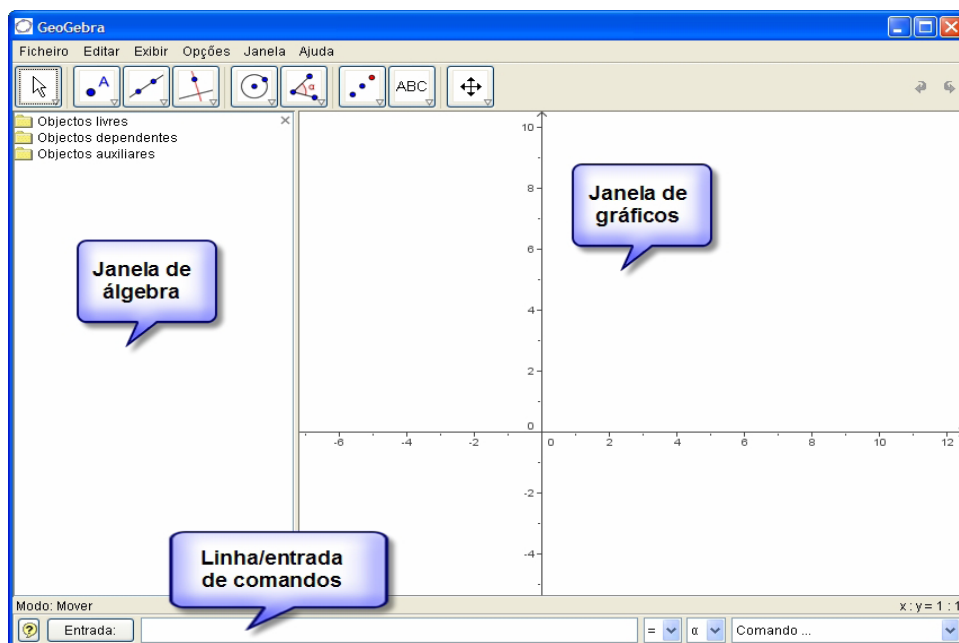 GeoGebra
Ficheiro Editar Exibir Opções Janela Ajuda
A
α
ABC
Objectos livres
Objectos dependentes
Objectos auxiliares
Janela de
álgebra
Janela de
gráficos
10
8
6
4
2
0
-6 -4 -2 0 2 4 6 8 10 12
-2
-4
Linha/entrada
de comandos
Modo: Mover
x : y = 1 : 1
Entrada:
= α Comando ...